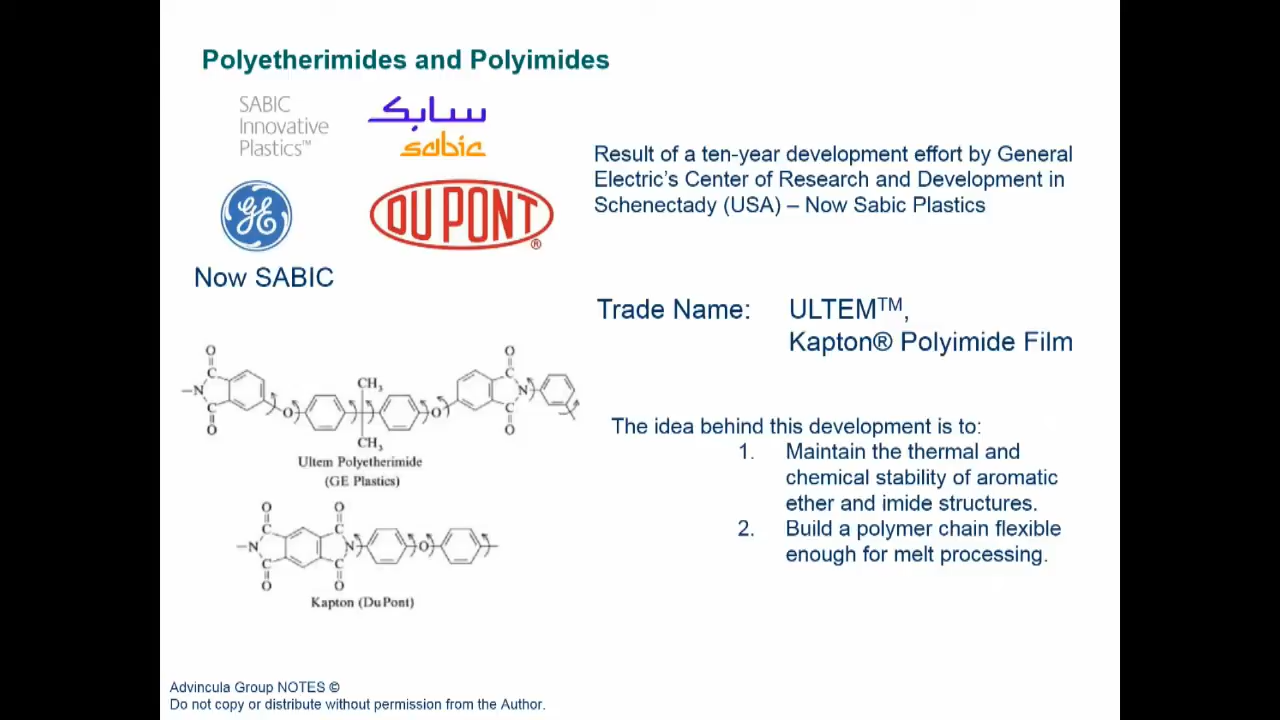 Polyetherimides and Polyimides
SABIC
Innovative
Plastics™
سابک
sabic
GE
DU PONT
®
Now SABIC
Result of a ten-year development effort by General
Electric’s Center of Research and Development in
Schenectady (USA) – Now Sabic Plastics
Trade Name: ULTEM™,
Kapton® Polyimide Film
O O
C C CH₃
N N
C O O C
O CH₃ O
Ultem Polyetherimide
(GE Plastics)
O O
C C
N N O
C C
O O
Kapton (DuPont)
The idea behind this development is to:
1. Maintain the thermal and
chemical stability of aromatic
ether and imide structures.
2. Build a polymer chain flexible
enough for melt processing.
Advincula Group NOTES ©
Do not copy or distribute without permission from the Author.